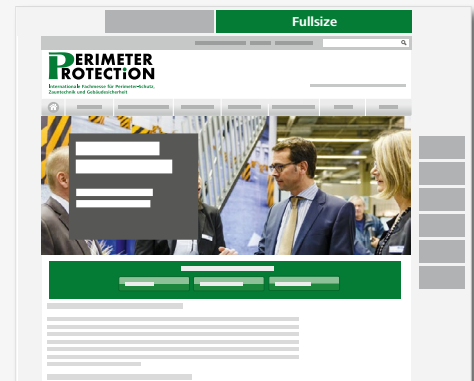 Fullsize
PERIMETER
PROTECTION
Internationale Fachmesse für Perimeter-Schutz,
Zauntechnik und Gebäudesicherheit